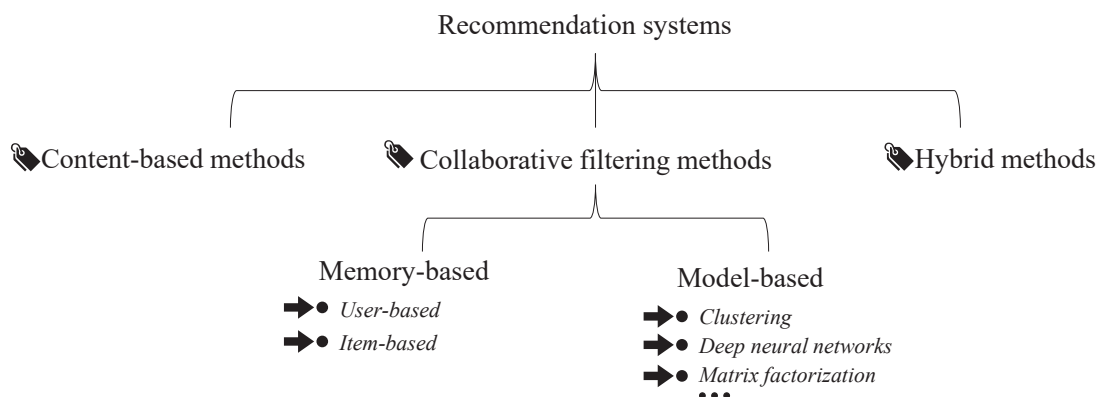 Recommendation systems
Content-based methods
Collaborative filtering methods
Hybrid methods
Memory-based
User-based
Item-based
Model-based
Clustering
Deep neural networks
Matrix factorization
...